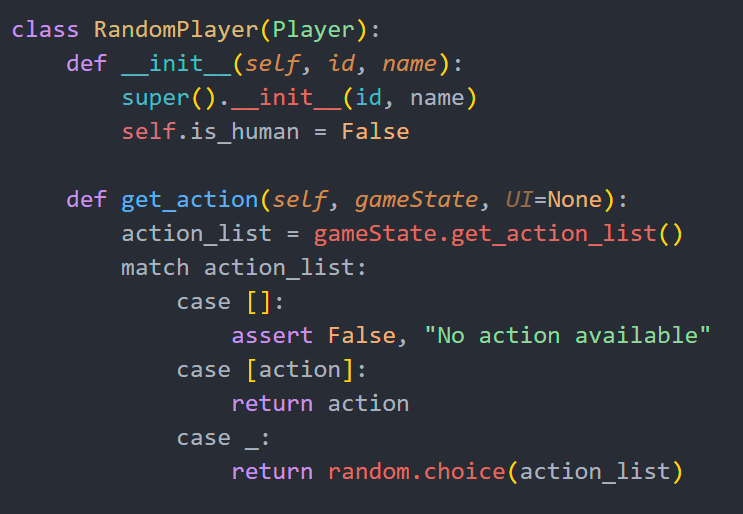 class RandomPlayer(Player):
    def __init__(self, id, name):
        super().__init__(id, name)
        self.is_human = False

    def get_action(self, gameState, UI=None):
        action_list = gameState.get_action_list()
        match action_list:
            case []:
                assert False, "No action available"
            case [action]:
                return action
            case _:
                return random.choice(action_list)